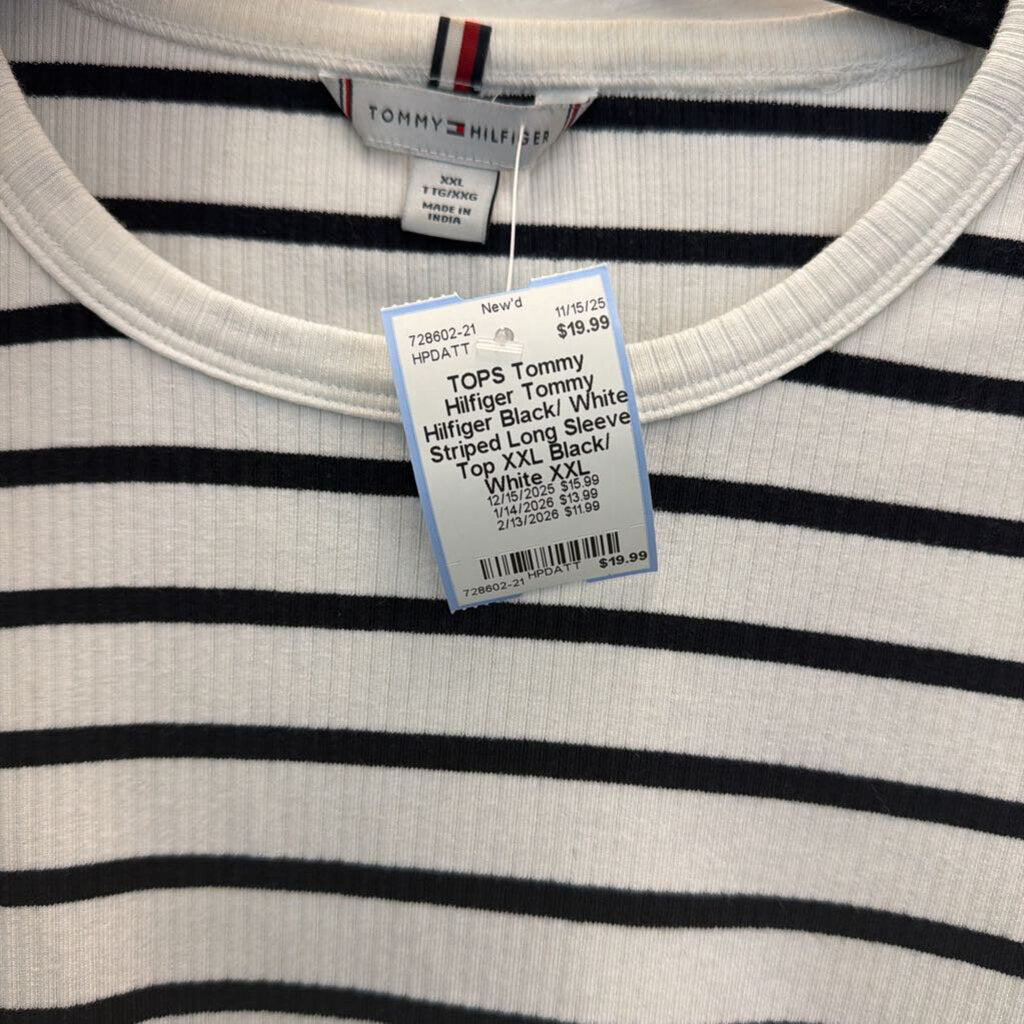 TOMMY HILFIGER
XXL
TTG/XXG
MADE IN
INDIA
New'd
728602-21 11/15/25
HPDATT $19.99
TOPS Tommy
Hilfiger Tommy
Hilfiger Black/ White
Striped Long Sleeve
Top XXL Black/
White XXL
12/15/2025 $15.99
1/14/2026 $13.99
2/13/2026 $11.99
728602-21 HPDATT $19.99